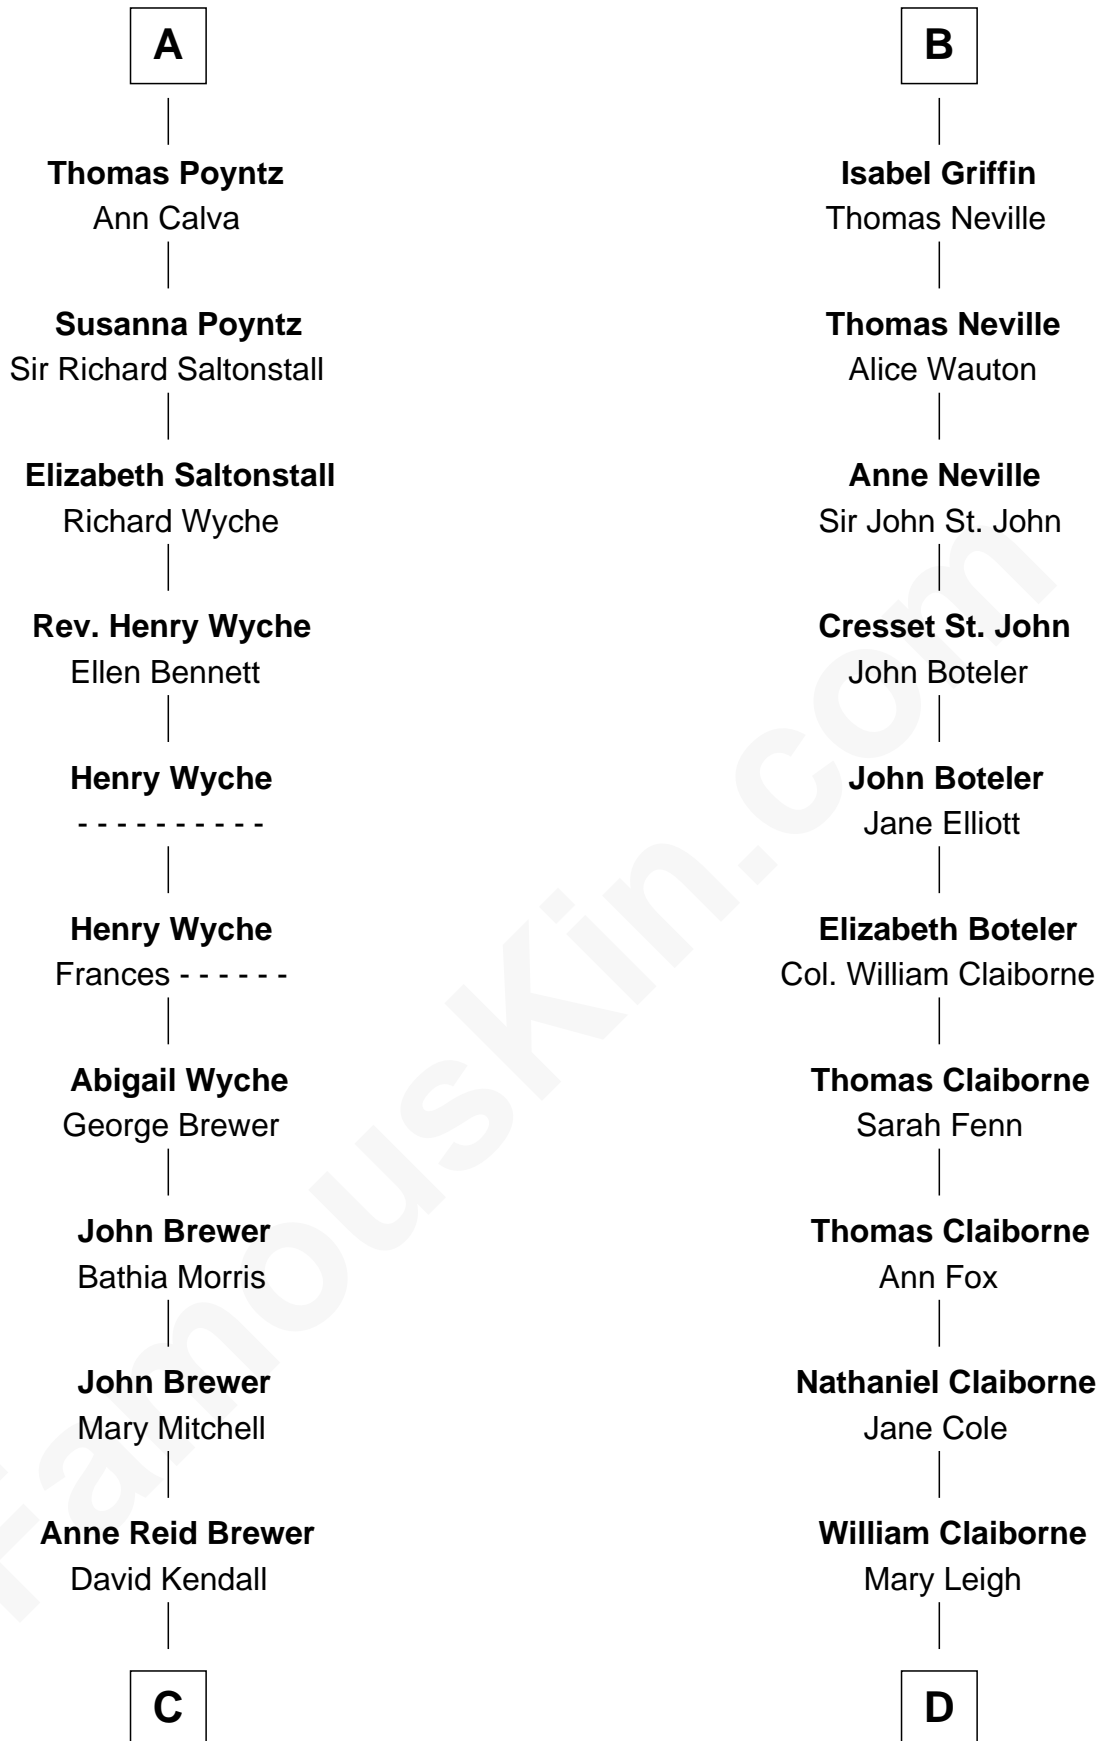 A
Thomas Poyntz
Ann Calva
Susanna Poyntz
Sir Richard Saltonstall
Elizabeth Saltonstall
Richard Wyche
Rev. Henry Wyche
Ellen Bennett
Henry Wyche
- - - - - - - - - -
Henry Wyche
Frances - - - - - -
Abigail Wyche
George Brewer
John Brewer
Bathia Morris
John Brewer
Mary Mitchell
Anne Reid Brewer
David Kendall
C
B
Isabel Griffin
Thomas Neville
Thomas Neville
Alice Wauton
Anne Neville
Sir John St. John
Cresset St. John
John Boteler
John Boteler
Jane Elliott
Elizabeth Boteler
Col. William Claiborne
Thomas Claiborne
Sarah Fenn
Thomas Claiborne
Ann Fox
Nathaniel Claiborne
Jane Cole
William Claiborne
Mary Leigh
D
FamousKin.com